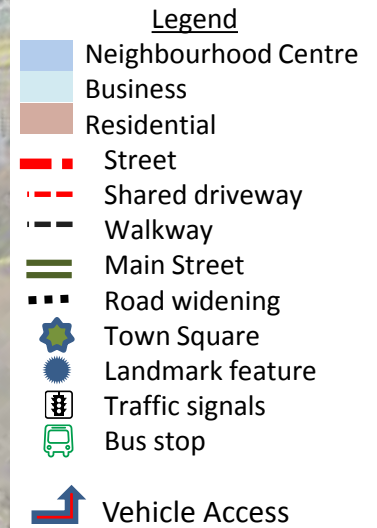 Legend
Neighbourhood Centre
Business
Residential
Street
Shared driveway
Walkway
Main Street
Road widening
Town Square
Landmark feature
Traffic signals
Bus stop
Vehicle Access